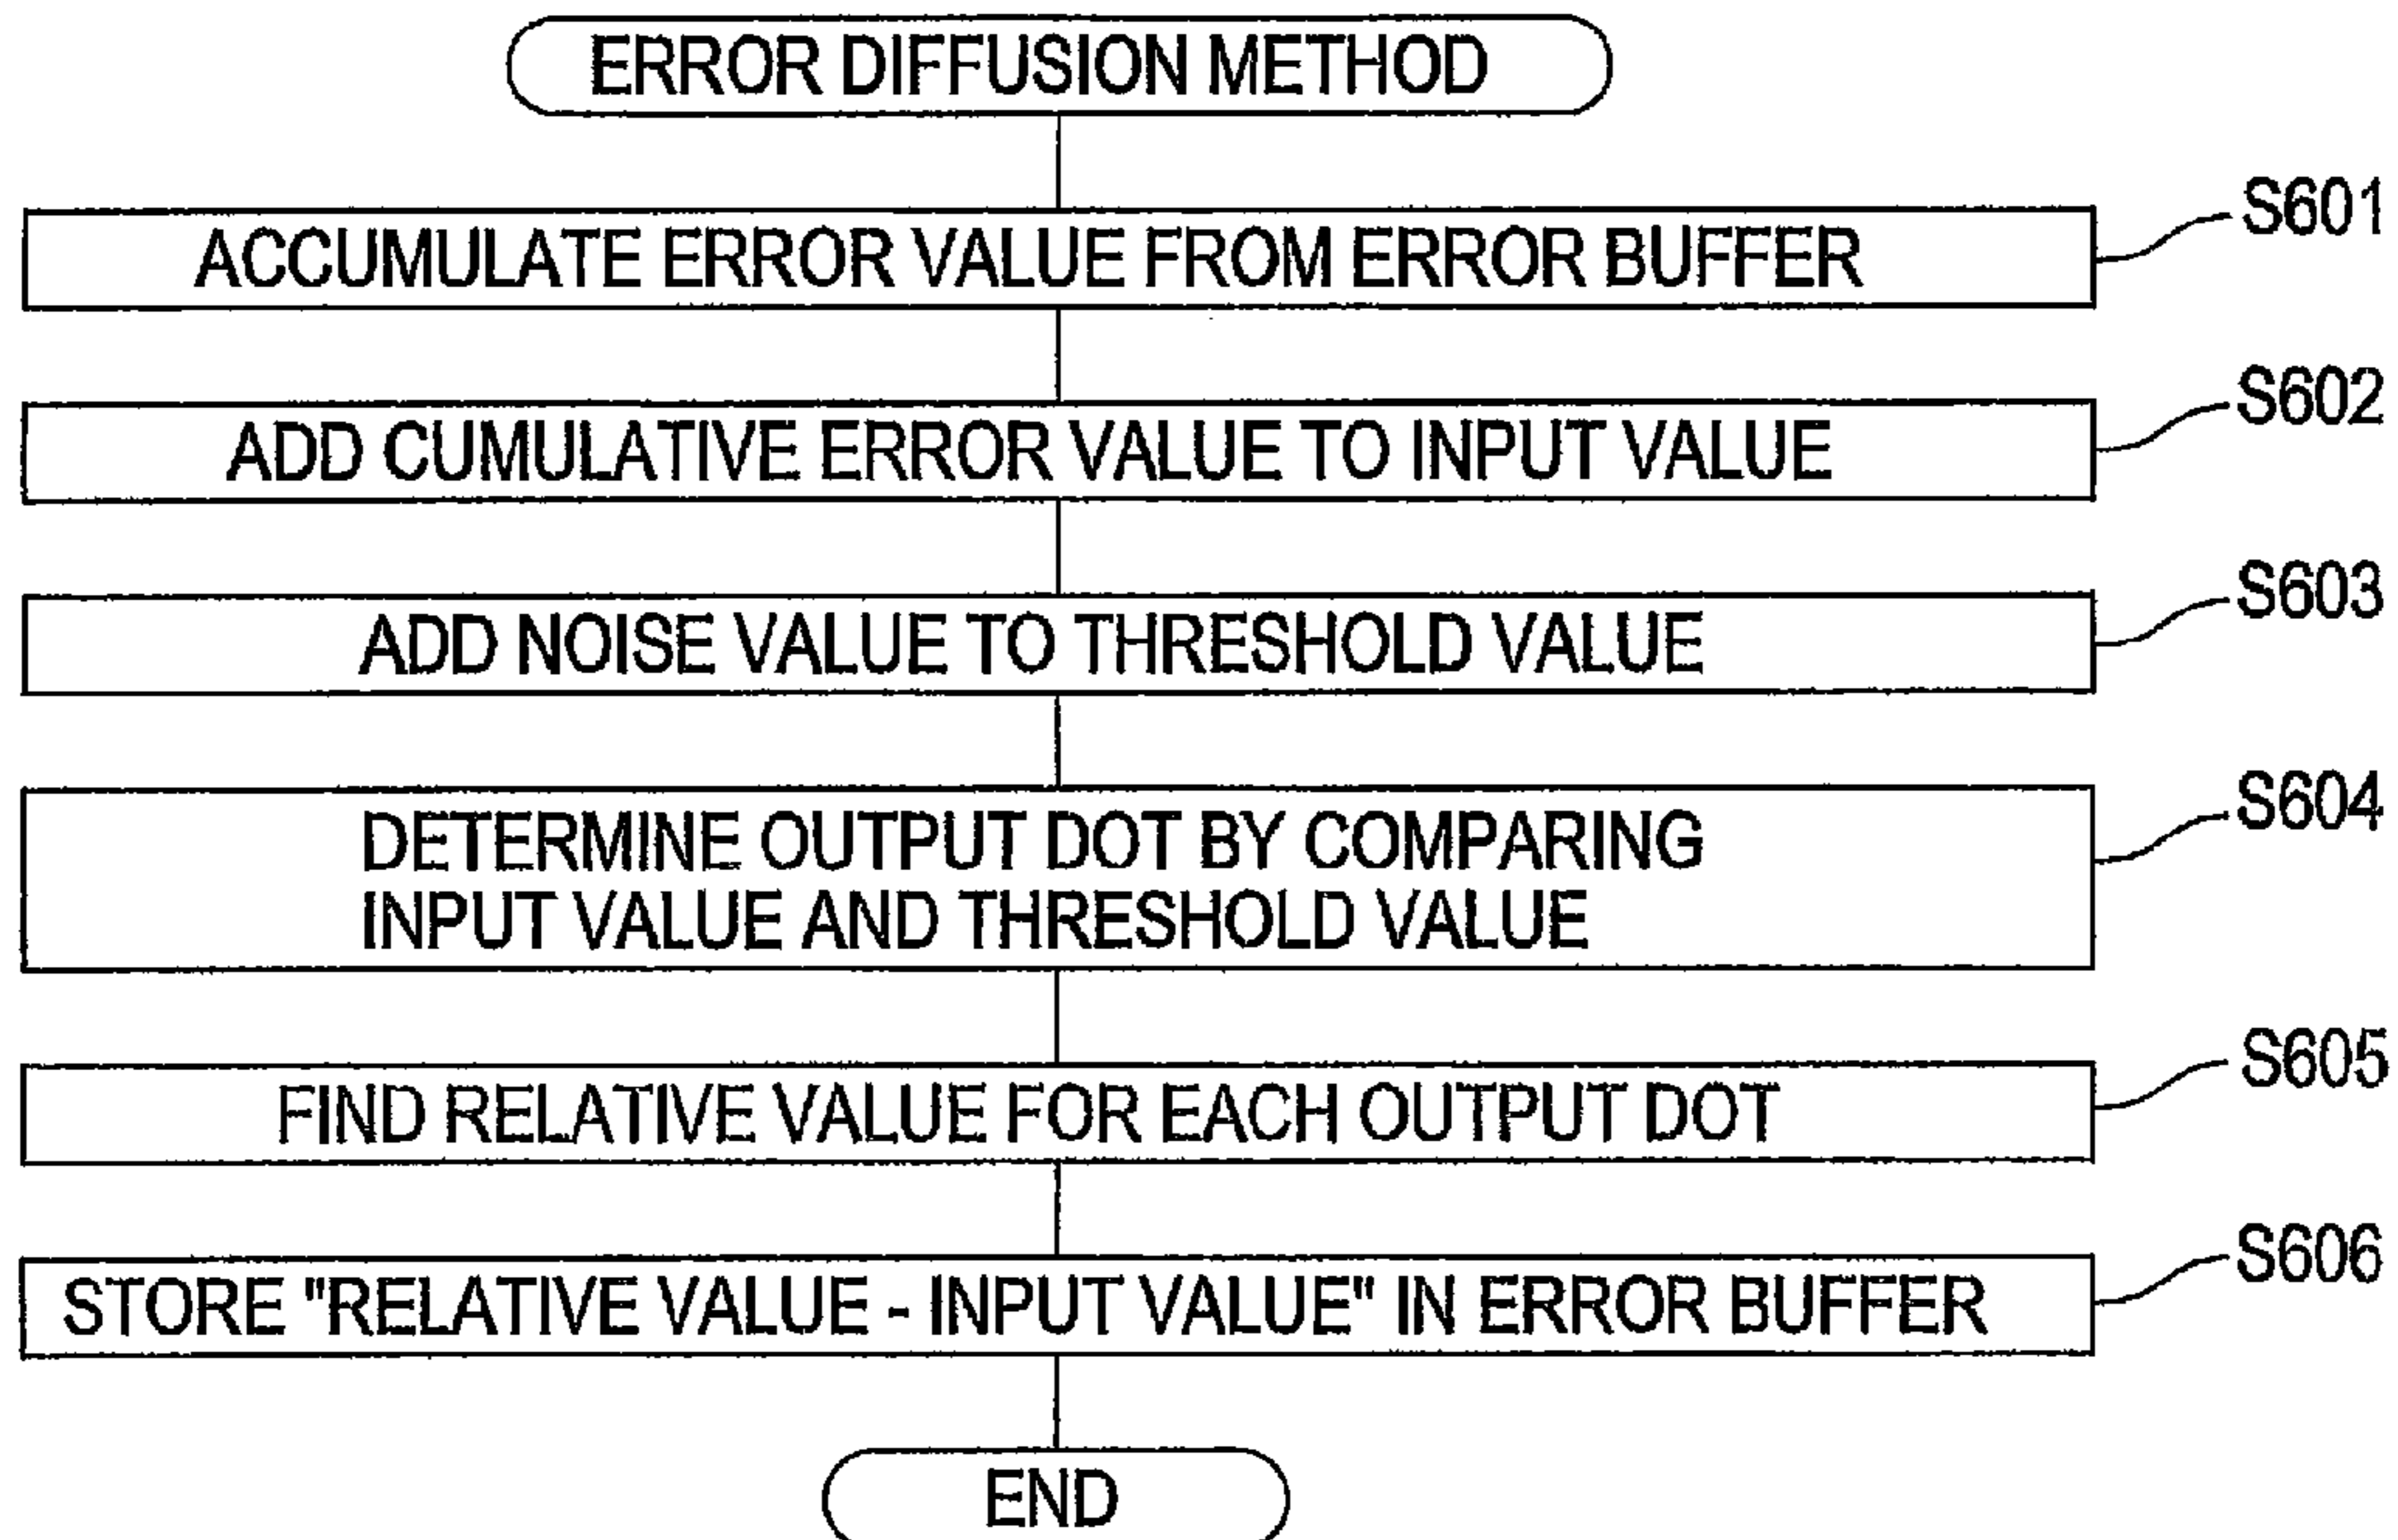 ERROR DIFFUSION METHOD
S601
ACCUMULATE ERROR VALUE FROM ERROR BUFFER
S602
ADD CUMULATIVE ERROR VALUE TO INPUT VALUE
S603
ADD NOISE VALUE TO THRESHOLD VALUE
S604
DETERMINE OUTPUT DOT BY COMPARING
INPUT VALUE AND THRESHOLD VALUE
S605
FIND RELATIVE VALUE FOR EACH OUTPUT DOT
S606
STORE "RELATIVE VALUE - INPUT VALUE" IN ERROR BUFFER
END